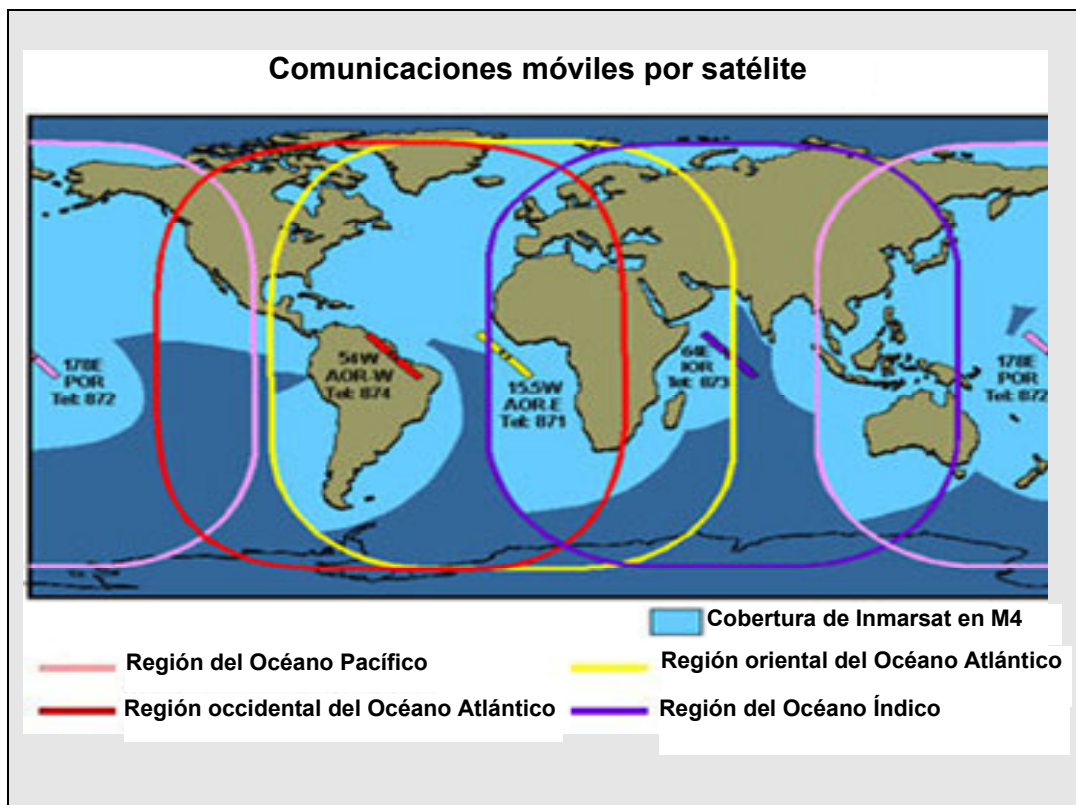 Comunicaciones móviles por satélite
178E
POR
Tel: 872
54W
AOR-W
Tel: 874
15.5W
AOR-E
Tel: 871
64E
IOR
Tel: 873
178E
POR
Tel: 872
Cobertura de Inmarsat en M4
Región del Océano Pacífico
Región oriental del Océano Atlántico
Región occidental del Océano Atlántico
Región del Océano Índico